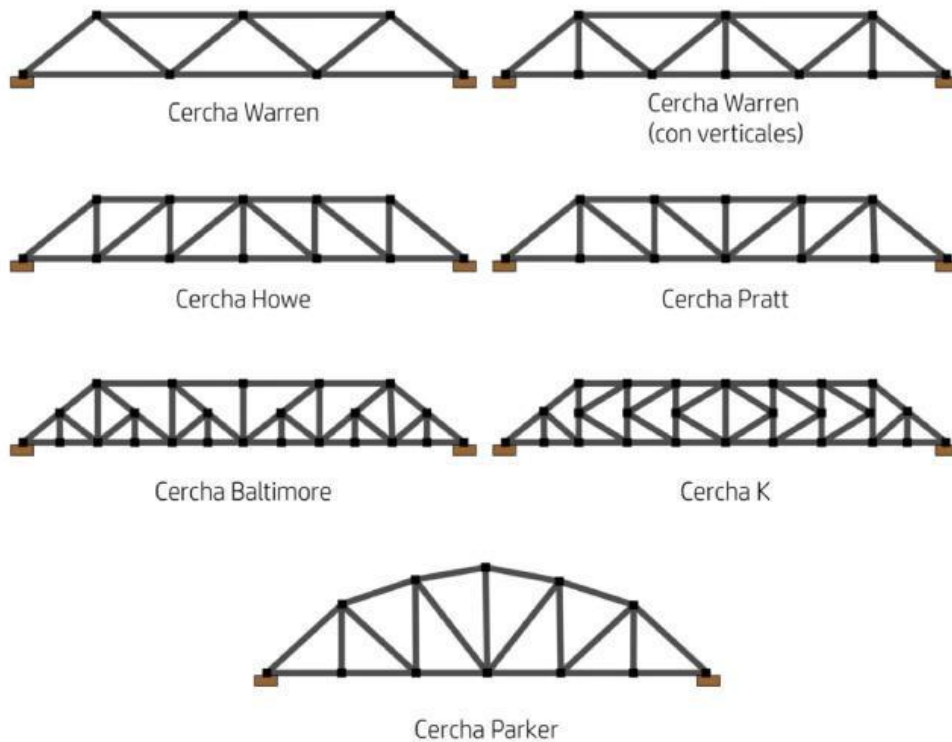 Cercha Warren
Cercha Warren
(con verticales)
Cercha Howe
Cercha Pratt
Cercha Baltimore
Cercha K
Cercha Parker